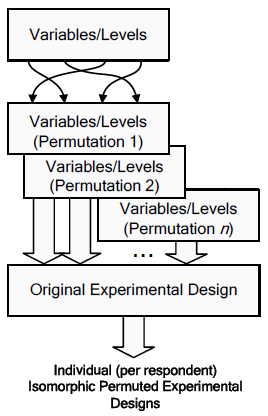 Variables/Levels
Variables/Levels
(Permutation 1)
Variables/Levels
(Permutation 2)
Variables/Levels
(Permutation n)
...
Original Experimental Design
Individual (per respondent)
Isomorphic Permuted Experimental
Designs